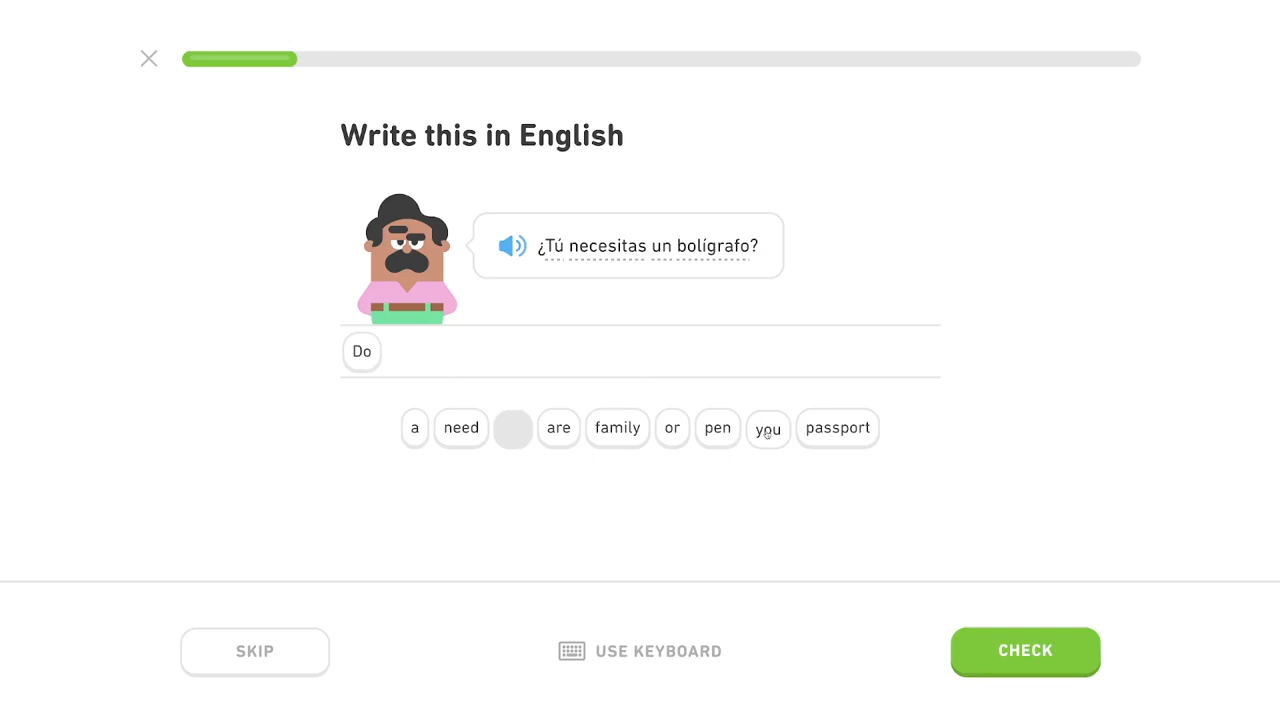 Write this in English
¿Tú necesitas un bolígrafo?
Do
a need are family or pen you passport
SKIP USE KEYBOARD CHECK